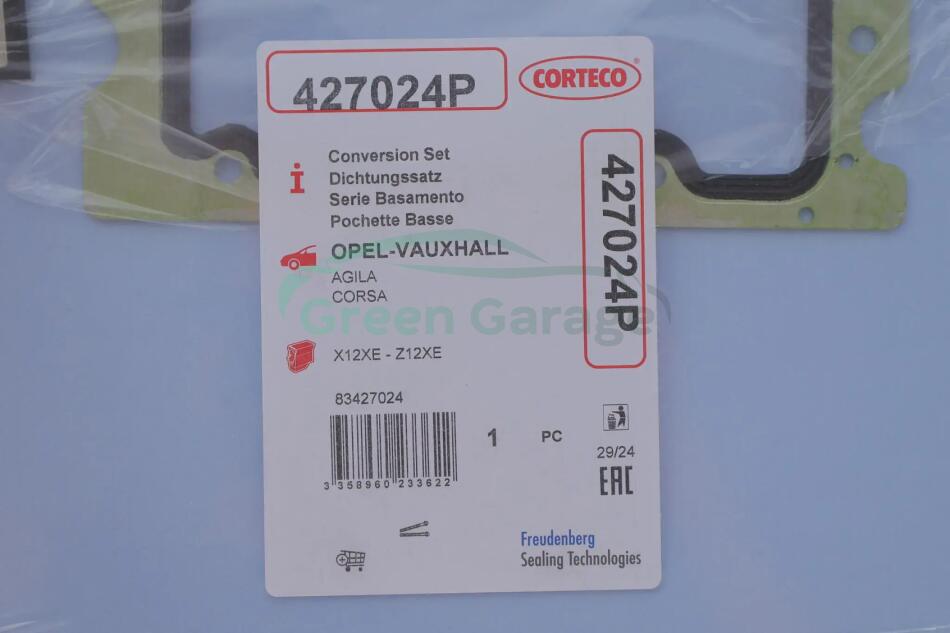 427024P
CORTECO
Conversion Set
Dichtungssatz
Serie Basamento
Pochette Basse
427024P
OPEL-VAUXHALL
AGILA
CORSA
Green Garage
X12XE - Z12XE
83427024
3 358960 233622
1 PC
29/24
EAC
Freudenberg
Sealing Technologies